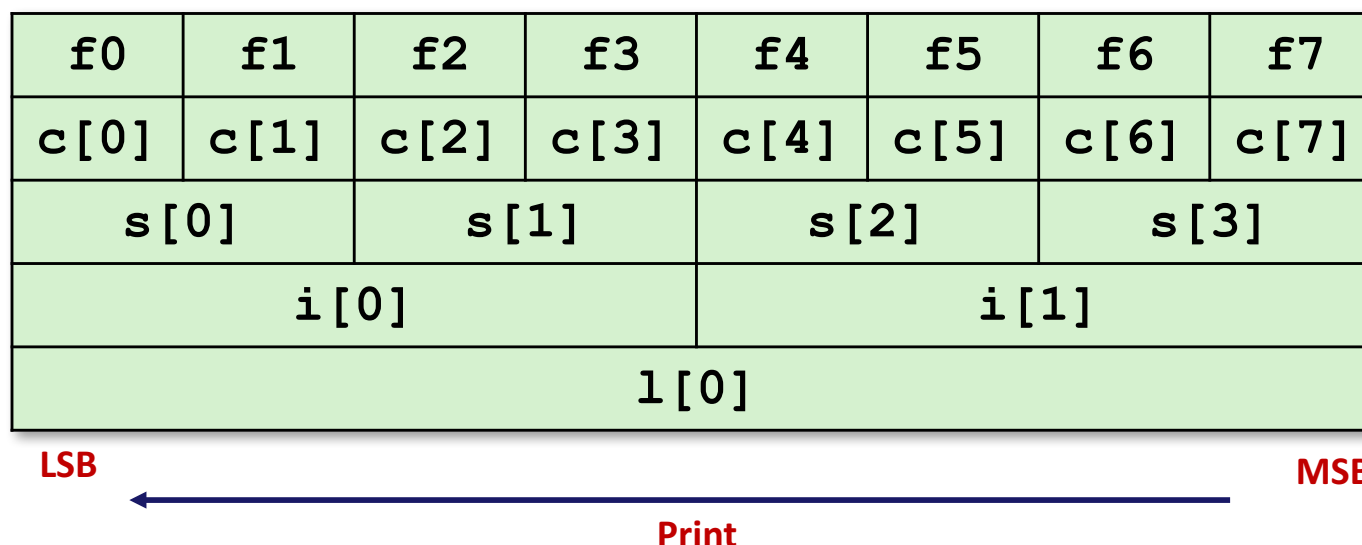 f0 f1 f2 f3 f4 f5 f6 f7
c[0] c[1] c[2] c[3] c[4] c[5] c[6] c[7]
s[0] s[1] s[2] s[3]
i[0] i[1]
l[0]
LSB MSB
Print